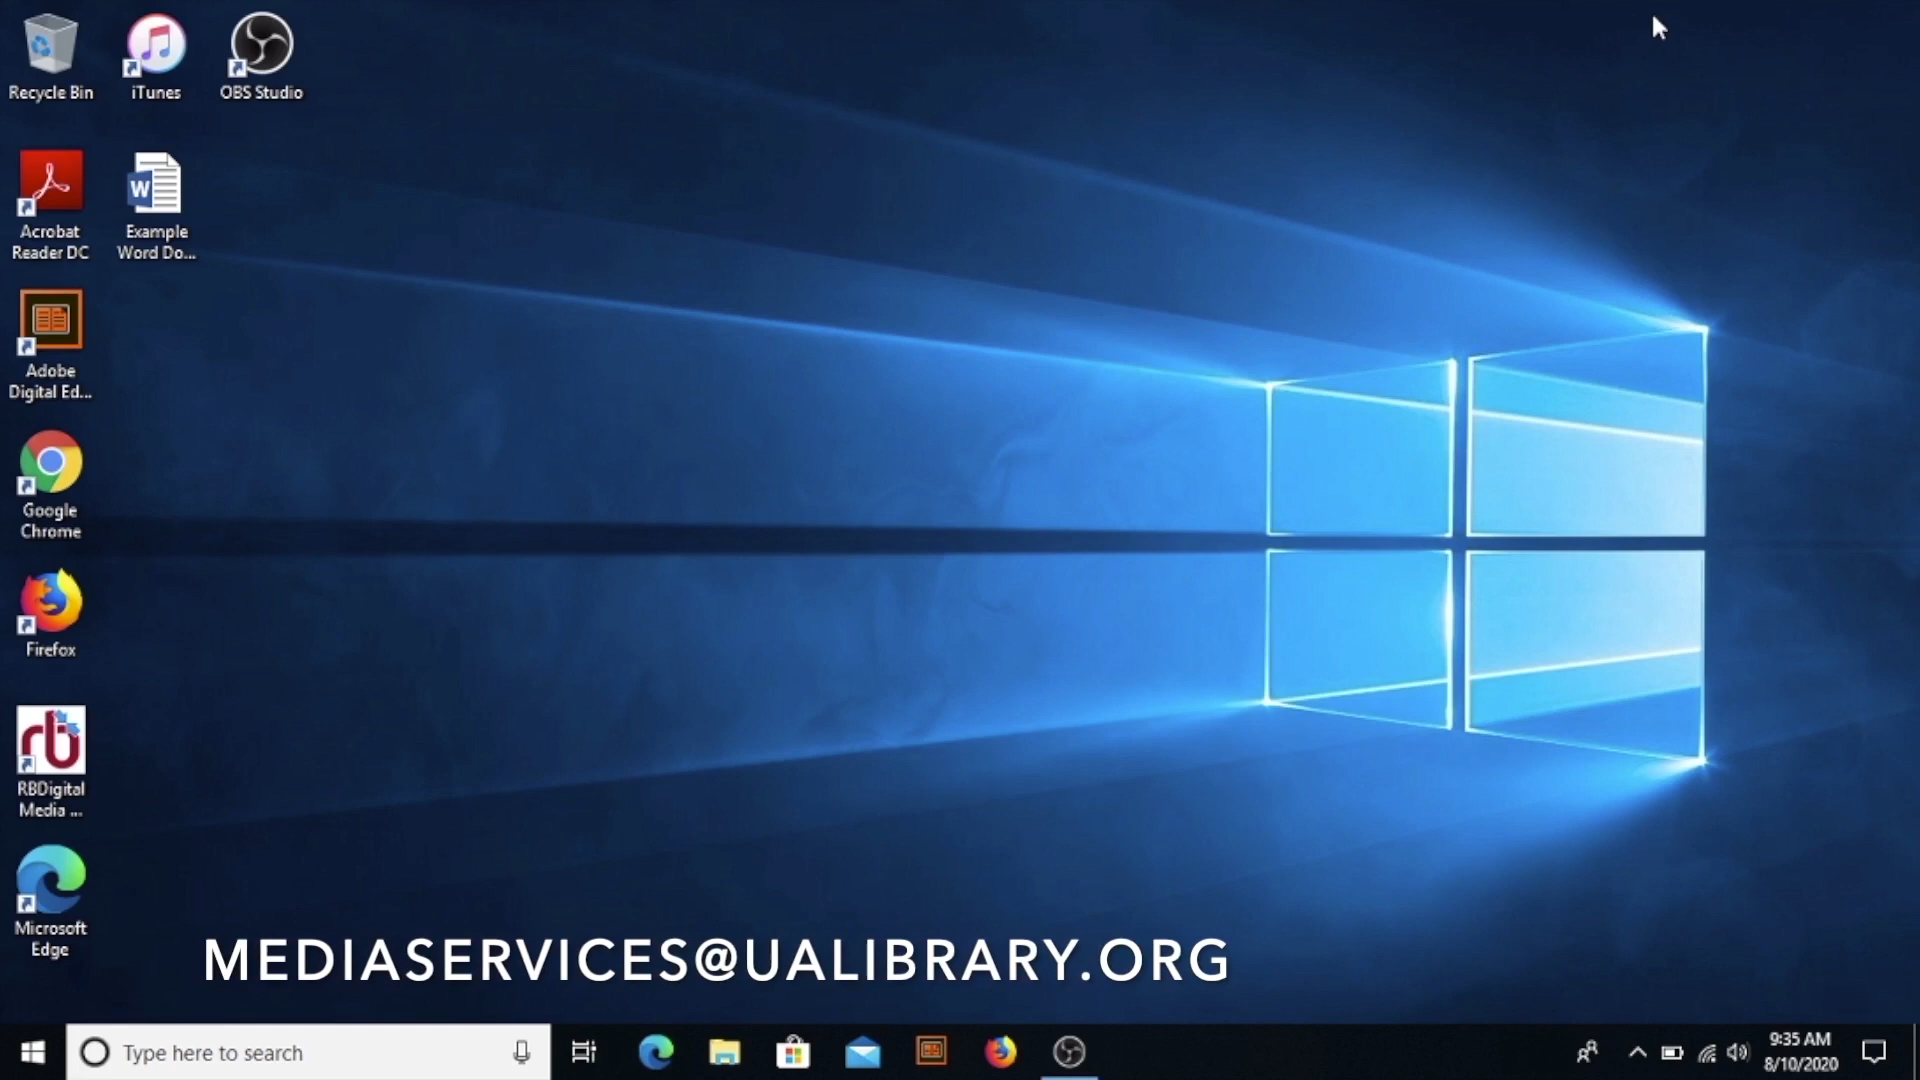 Recycle Bin
iTunes
OBS Studio
Acrobat
Reader DC
W
Example
Word Do...
Adobe
Digital Ed...
Google
Chrome
Firefox
rb
RBDigital
Media ...
Microsoft
Edge
MEDIASERVICES@UALIBRARY.ORG
Type here to search
9:35 AM
8/10/2020